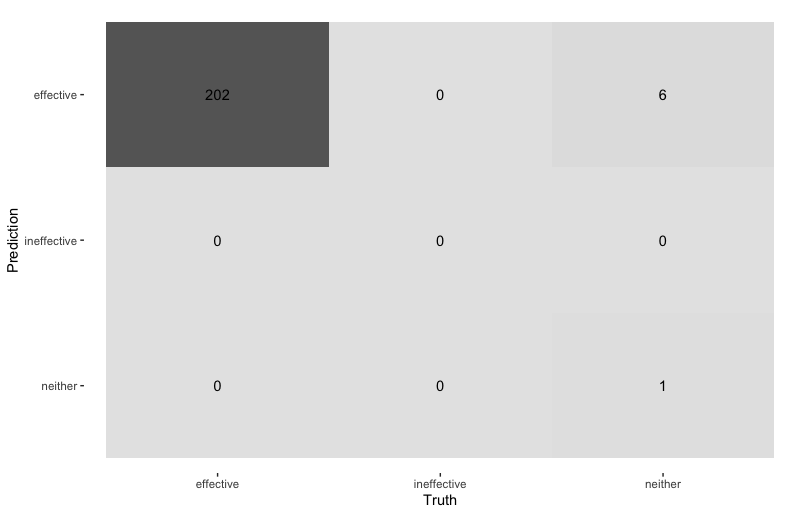 effective
202 0 6
ineffective
0 0 0
neither
0 0 1
effective ineffective neither
Truth
Prediction